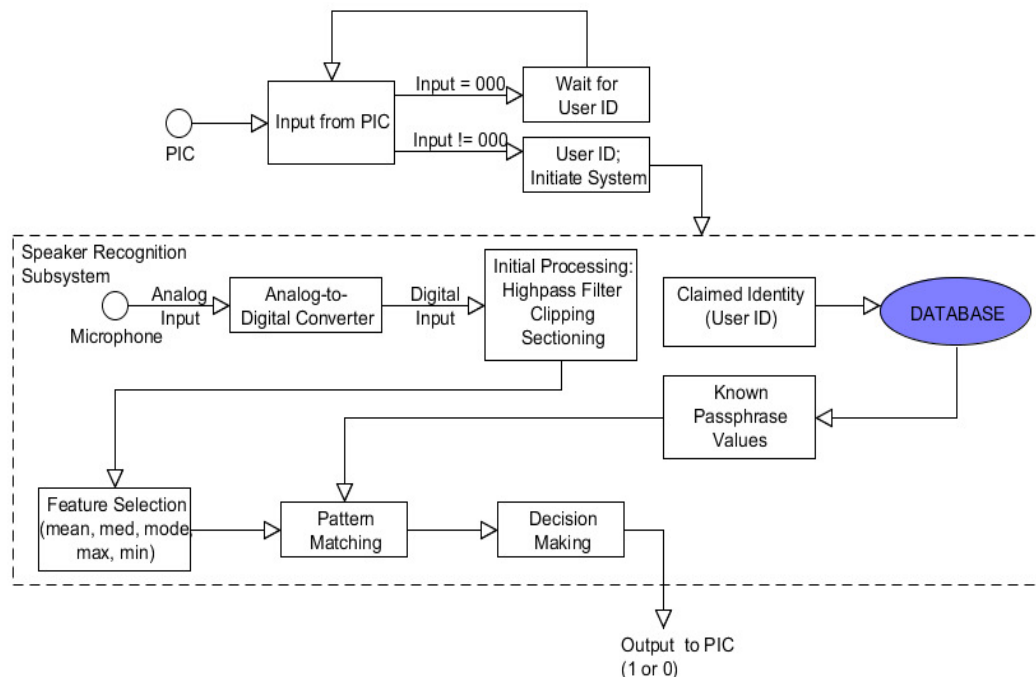 Input = 000
Wait for
User ID
Input from PIC
PIC
Input != 000
User ID;
Initiate System
Speaker Recognition
Subsystem
Microphone
Analog
Input
Analog-to-
Digital Converter
Digital
Input
Initial Processing:
Highpass Filter
Clipping
Sectioning
Claimed Identity
(User ID)
DATABASE
Known
Passphrase
Values
Feature Selection
(mean, med, mode,
max, min)
Pattern
Matching
Decision
Making
Output to PIC
(1 or 0)